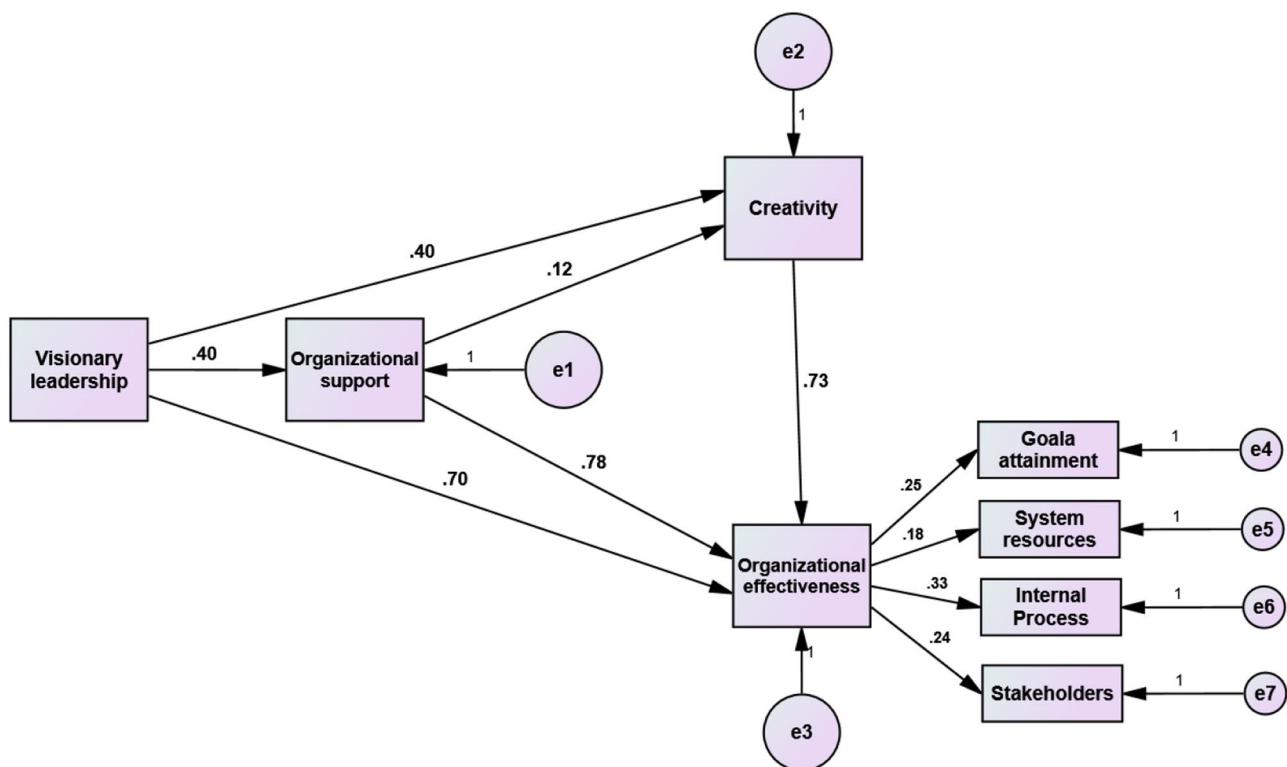 e2
1
Creativity
.40
.12
Visionary
leadership
.40
Organizational
support
1
e1
.73
.78
.70
Goala
attainment
1
e4
.25
System
resources
1
e5
.18
Organizational
effectiveness
.33
Internal
Process
1
e6
.24
Stakeholders
1
e7
1
e3